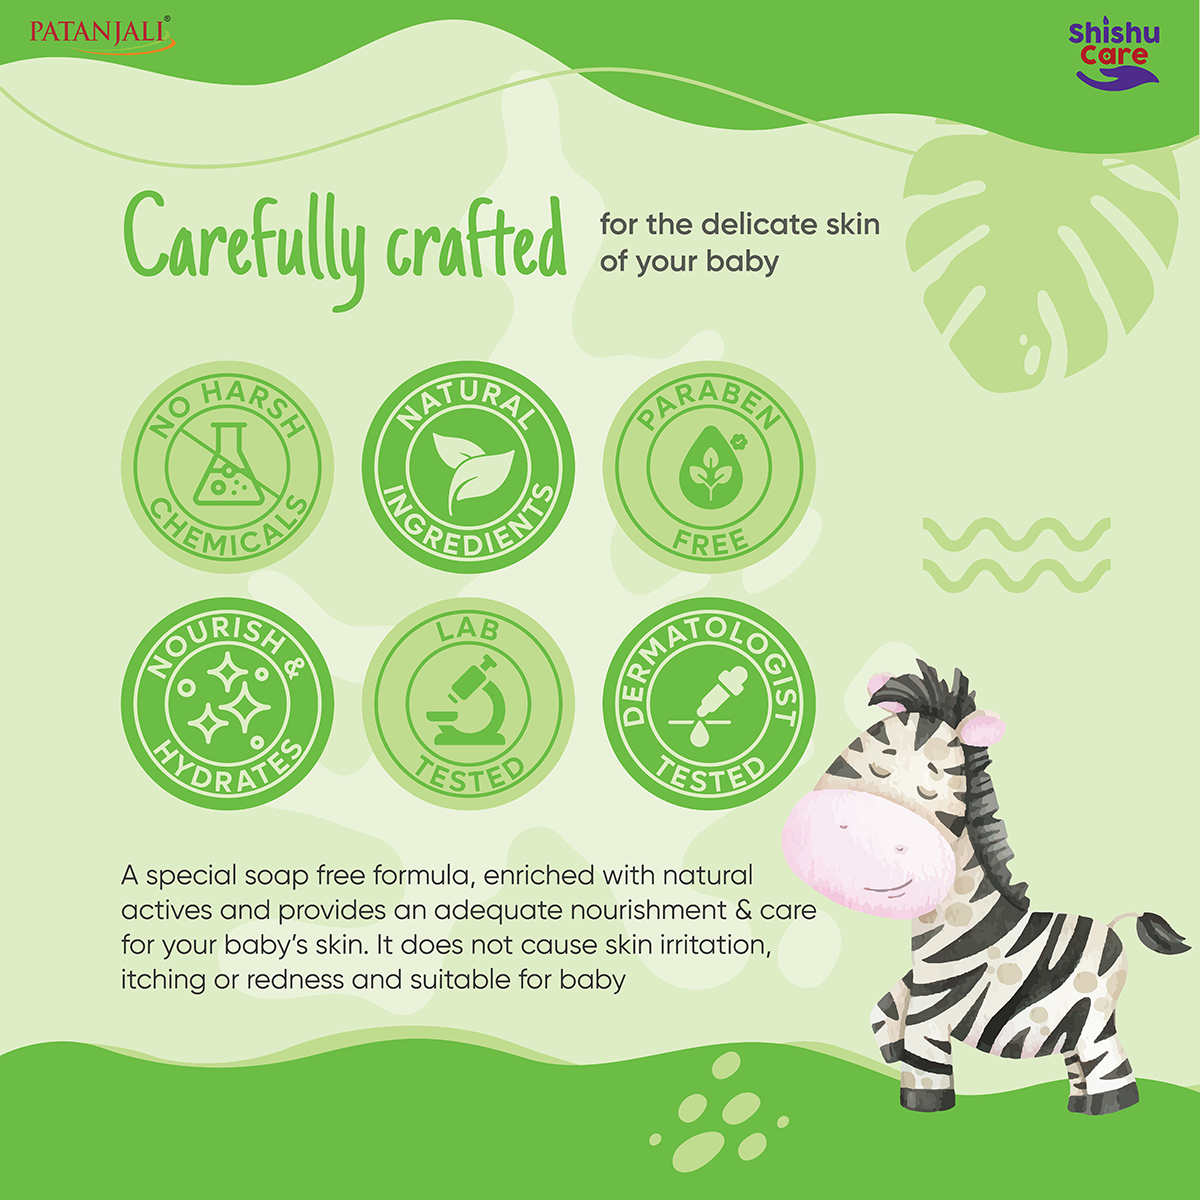 PATANJALI®
Shishu
Care
Carefully crafted
for the delicate skin
of your baby
NO HARSH
CHEMICALS
NATURAL
INGREDIENTS
PARABEN
FREE
NOURISH &
HYDRATES
LAB
TESTED
DERMATOLOGIST
TESTED
A special soap free formula, enriched with natural
actives and provides an adequate nourishment & care
for your baby's skin. It does not cause skin irritation,
itching or redness and suitable for baby